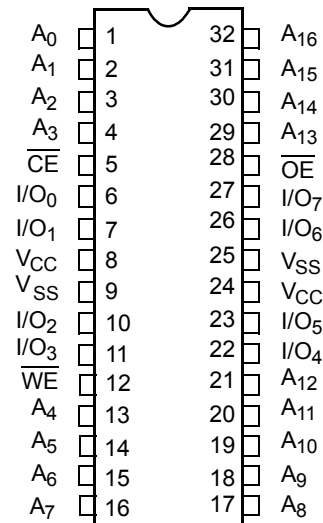 A0 1 32 A16
A1 2 31 A15
A2 3 30 A14
A3 4 29 A13
C̅E̅ 5 28 O̅E̅
I/O0 6 27 I/O7
I/O1 7 26 I/O6
VCC 8 25 VSS
VSS 9 24 VCC
I/O2 10 23 I/O5
I/O3 11 22 I/O4
W̅E̅ 12 21 A12
A4 13 20 A11
A5 14 19 A10
A6 15 18 A9
A7 16 17 A8